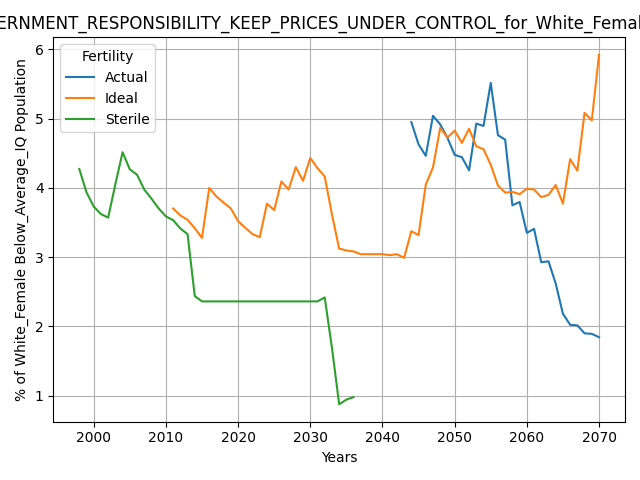 ERNMENT_RESPONSIBILITY_KEEP_PRICES_UNDER_CONTROL_for_White_Femal
Fertility
Actual
Ideal
Sterile
% of White_Female Below_Average_IQ Population
6
5
4
3
2
1
2000 2010 2020 2030 2040 2050 2060 2070
Years